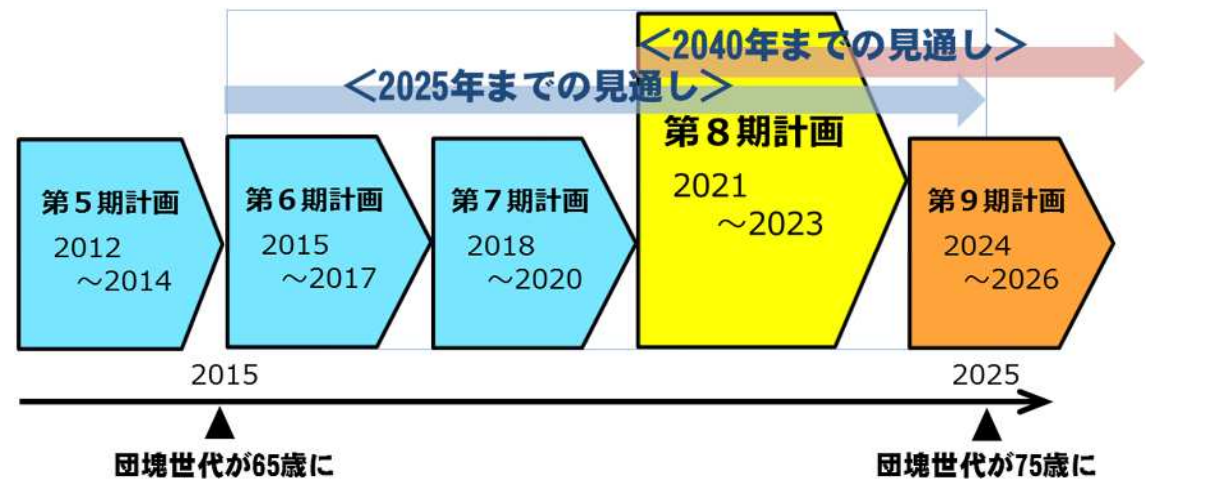 <2040年までの見通し>
<2025年までの見通し>
第5期計画
2012
～2014
第6期計画
2015
～2017
第7期計画
2018
～2020
第8期計画
2021
～2023
第9期計画
2024
～2026
2015
2025
団塊世代が65歳に
団塊世代が75歳に